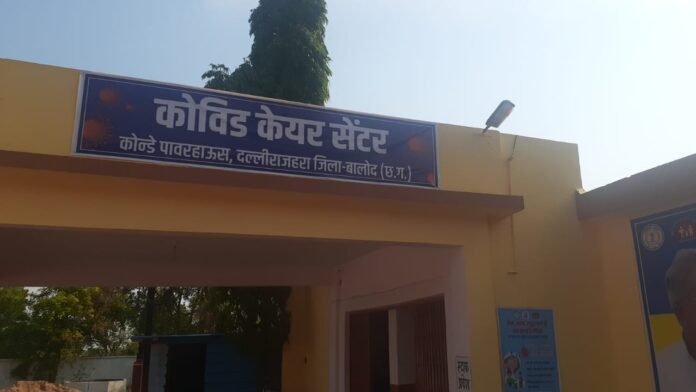 कोविड केयर सेंटर
कोन्डे पावरहाऊस, दल्लीराजहरा जिला-बालोद (छ.ग.)